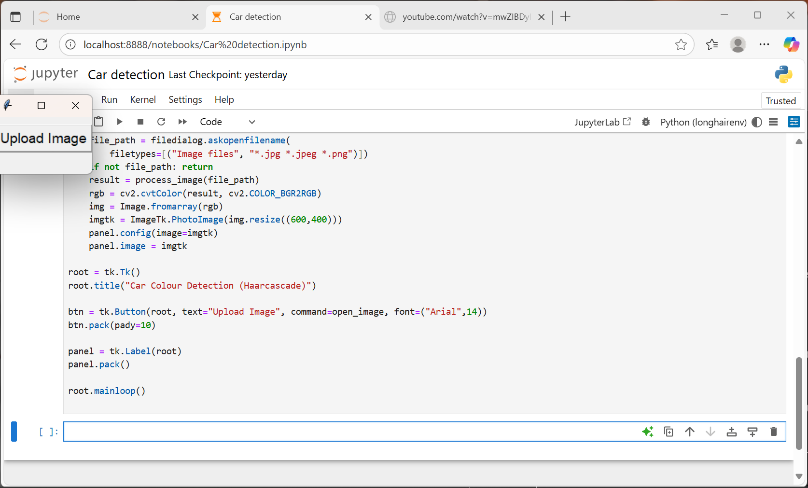 Home
Car detection
youtube.com/watch?v=mwZIBDy
localhost:8888/notebooks/Car%20detection.ipynb
jupyter Car detection Last Checkpoint: yesterday
Run Kernel Settings Help
Trusted
Upload Image
Code
JupyterLab
Python (longhairenv)
file_path = filedialog.askopenfilename(
filetypes=[("Image files", "*.jpg *.jpeg *.png")])
if not file_path: return
result = process_image(file_path)
rgb = cv2.cvtColor(result, cv2.COLOR_BGR2RGB)
img = Image.fromarray(rgb)
imgtk = ImageTk.PhotoImage(img.resize((600,400)))
panel.config(image=imgtk)
panel.image = imgtk
root = tk.Tk()
root.title("Car Colour Detection (Haarcascade)")
btn = tk.Button(root, text="Upload Image", command=open_image, font=("Arial",14))
btn.pack(pady=10)
panel = tk.Label(root)
panel.pack()
root.mainloop()
[ ]: